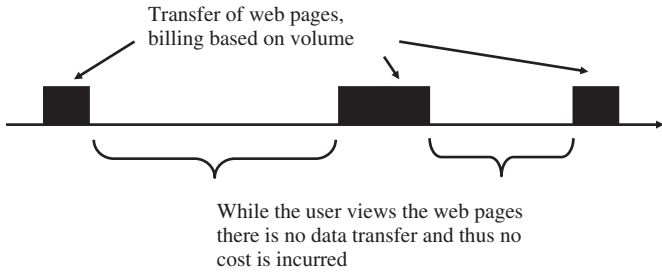 Transfer of web pages,
billing based on volume
While the user views the web pages
there is no data transfer and thus no
cost is incurred